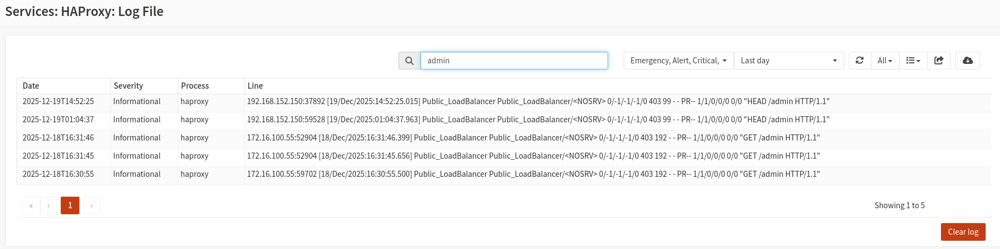 Services: HAProxy: Log File
admin
Emergency, Alert, Critical,
Last day
All
Date Severity Process Line
2025-12-19T14:52:25 Informational haproxy 192.168.152.150:37892 [19/Dec/2025:14:52:25.015] Public_LoadBalancer Public_LoadBalancer/<NOSRV> 0/-1/-1/-1/0 403 99 - - PR-- 1/1/0/0/0 0/0 "HEAD /admin HTTP/1.1"
2025-12-19T01:04:37 Informational haproxy 192.168.152.150:59528 [19/Dec/2025:01:04:37.963] Public_LoadBalancer Public_LoadBalancer/<NOSRV> 0/-1/-1/-1/0 403 99 - - PR-- 1/1/0/0/0 0/0 "HEAD /admin HTTP/1.1"
2025-12-18T16:31:46 Informational haproxy 172.16.100.55:52904 [18/Dec/2025:16:31:46.399] Public_LoadBalancer Public_LoadBalancer/<NOSRV> 0/-1/-1/-1/0 403 192 - - PR-- 1/1/0/0/0 0/0 "GET /admin HTTP/1.1"
2025-12-18T16:31:45 Informational haproxy 172.16.100.55:52904 [18/Dec/2025:16:31:45.656] Public_LoadBalancer Public_LoadBalancer/<NOSRV> 0/-1/-1/-1/0 403 192 - - PR-- 1/1/0/0/0 0/0 "GET /admin HTTP/1.1"
2025-12-18T16:30:55 Informational haproxy 172.16.100.55:59702 [18/Dec/2025:16:30:55.500] Public_LoadBalancer Public_LoadBalancer/<NOSRV> 0/-1/-1/-1/0 403 192 - - PR-- 1/1/0/0/0 0/0 "GET /admin HTTP/1.1"
« ‹ 1 ›
Showing 1 to 5
Clear log